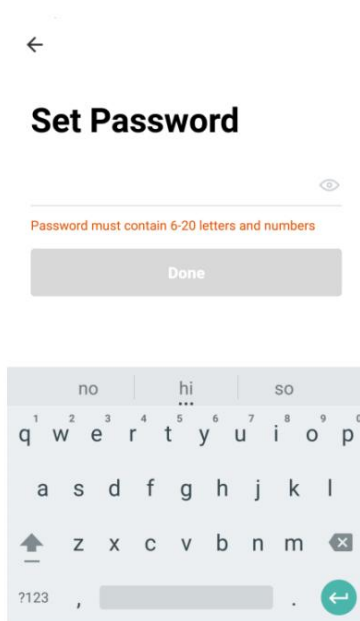 Set Password
Password must contain 6-20 letters and numbers
Done
no hi so
1 2 3 4 5 6 7 8 9 0
q w e r t y u i o p
a s d f g h j k l
z x c v b n m
?123 , .